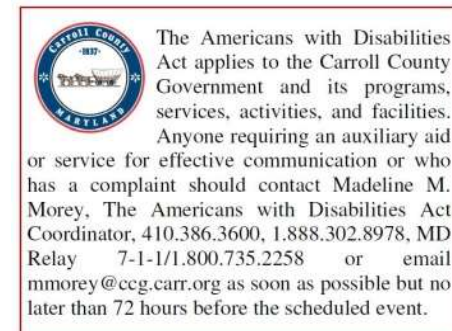 Carroll County
1837
MARYLAND
The Americans with Disabilities
Act applies to the Carroll County
Government and its programs,
services, activities, and facilities.
Anyone requiring an auxiliary aid
or service for effective communication or who
has a complaint should contact Madeline M.
Morey, The Americans with Disabilities Act
Coordinator, 410.386.3600, 1.888.302.8978, MD
Relay 7-1-1/1.800.735.2258 or email
mmorey@ccg.carr.org as soon as possible but no
later than 72 hours before the scheduled event.